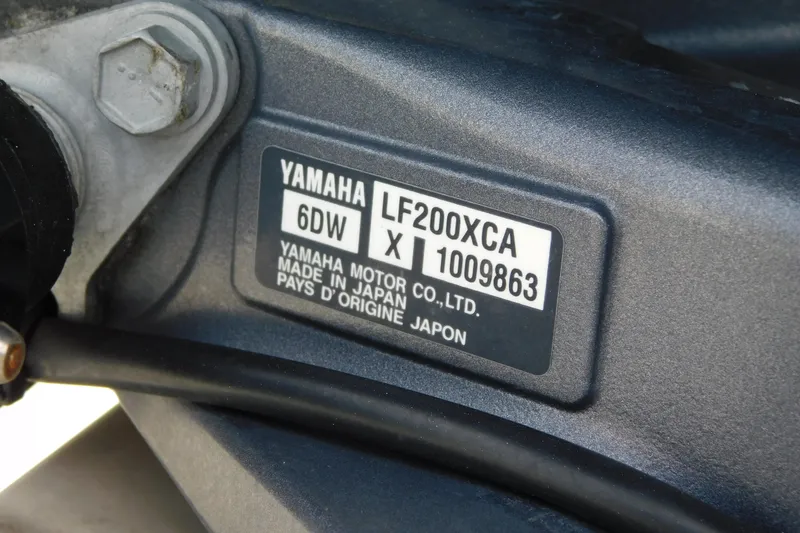 YAMAHA LF200XCA
6DW X 1009863
YAMAHA MOTOR CO.,LTD.
MADE IN JAPAN
PAYS D'ORIGINE JAPON